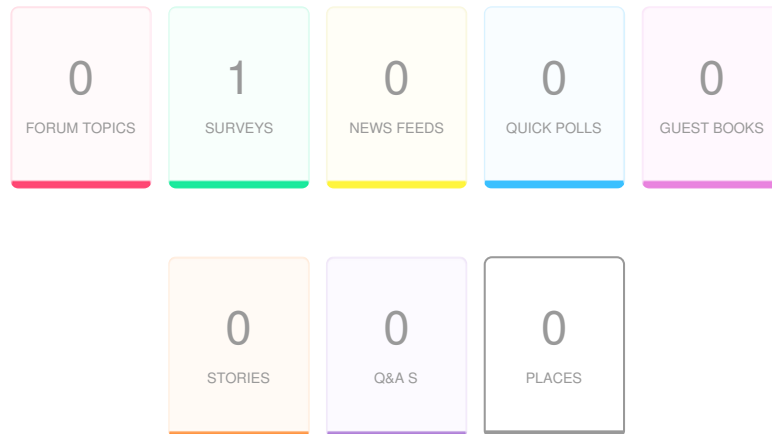 0 1 0 0 0
FORUM TOPICS SURVEYS NEWS FEEDS QUICK POLLS GUEST BOOKS
0 0 0
STORIES Q&A S PLACES